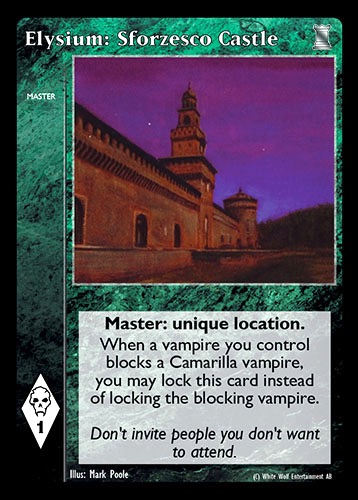 Elysium: Sforzesco Castle
MASTER
Master: unique location.
When a vampire you control
blocks a Camarilla vampire,
you may lock this card instead
of locking the blocking vampire.
Don't invite people you don't want
to attend.
1
Illus: Mark Poole
(C) White Wolf Entertainment AB